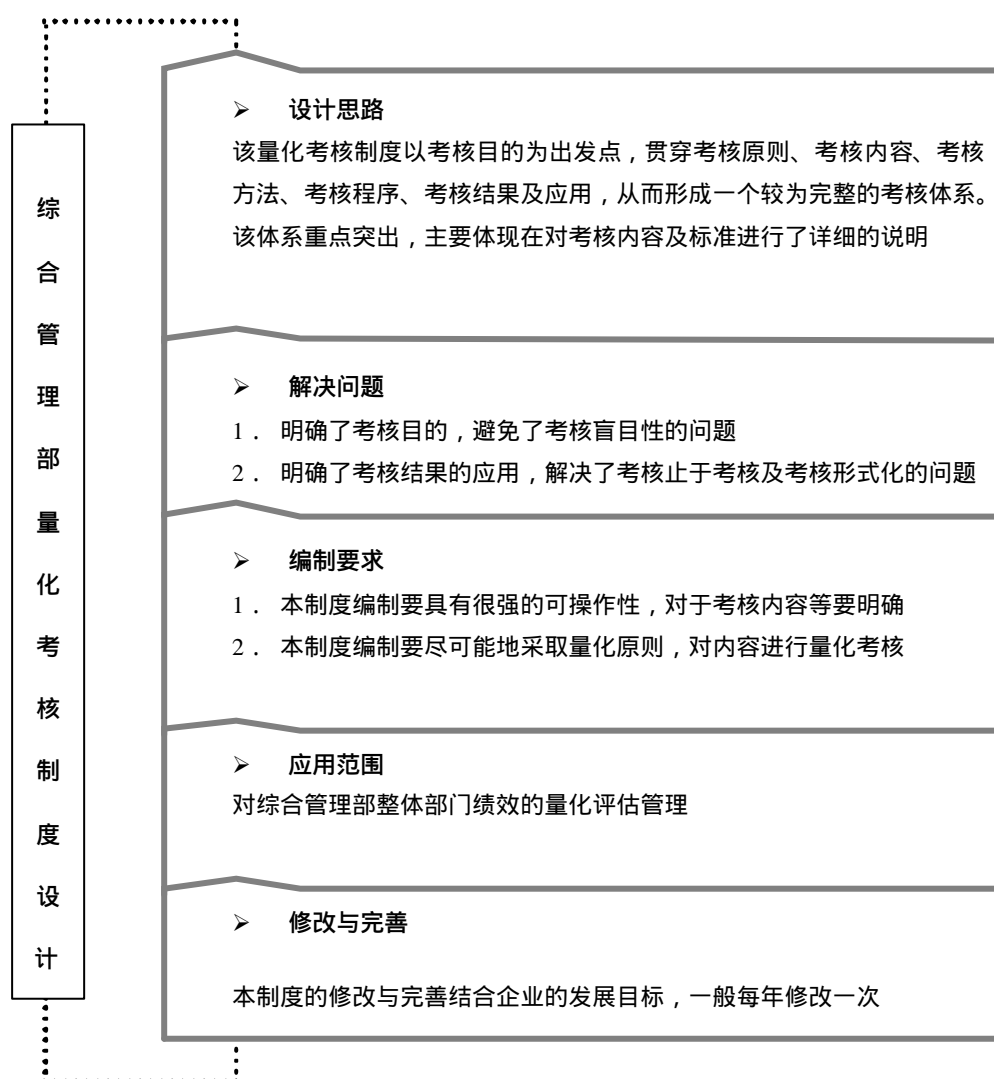 综合管理部量化考核制度设计
➢ 设计思路
该量化考核制度以考核目的为出发点，贯穿考核原则、考核内容、考核
方法、考核程序、考核结果及应用，从而形成一个较为完整的考核体系。
该体系重点突出，主要体现在对考核内容及标准进行了详细的说明
➢ 解决问题
1． 明确了考核目的，避免了考核盲目性的问题
2． 明确了考核结果的应用，解决了考核止于考核及考核形式化的问题
➢ 编制要求
1． 本制度编制要具有很强的可操作性，对于考核内容等要明确
2． 本制度编制要尽可能地采取量化原则，对内容进行量化考核
➢ 应用范围
对综合管理部整体部门绩效的量化评估管理
➢ 修改与完善
本制度的修改与完善结合企业的发展目标，一般每年修改一次